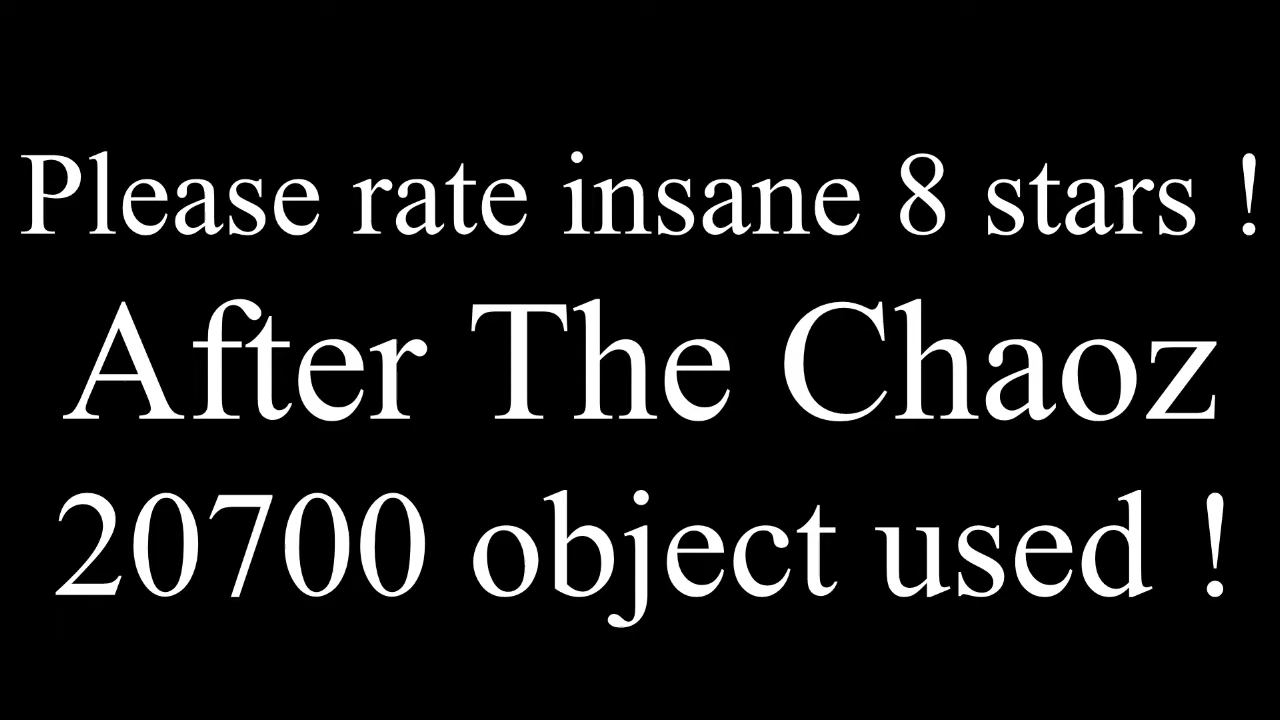 Please rate insane 8 stars !
After The Chaoz
20700 object used !